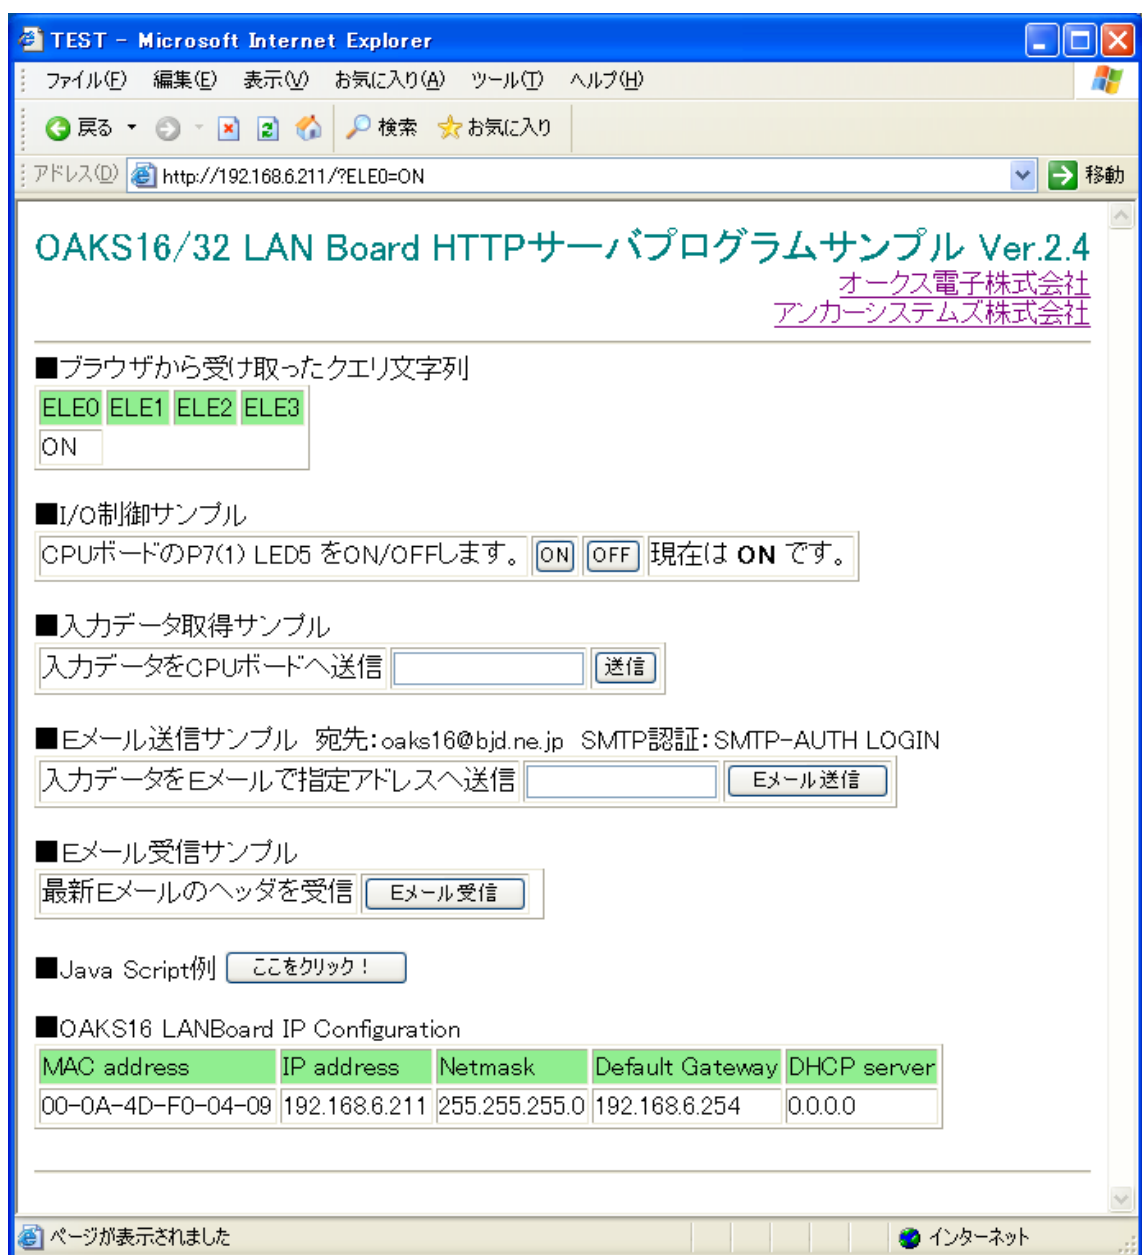 TEST - Microsoft Internet Explorer
ファイル(F) 編集(E) 表示(V) お気に入り(A) ツール(T) ヘルプ(H)
戻る 検索 お気に入り
アドレス(D) http://192.168.6.211/?ELE0=ON 移動
OAKS16/32 LAN Board HTTPサーバプログラムサンプル Ver.2.4
オークス電子株式会社
アンカーシステムズ株式会社
■ブラウザから受け取ったクエリ文字列
ELE0 ELE1 ELE2 ELE3
ON
■I/O制御サンプル
CPUボードのP7(1) LED5 をON/OFFします。 ON OFF 現在は ON です。
■入力データ取得サンプル
入力データをCPUボードへ送信 送信
■Eメール送信サンプル 宛先:oaks16@bjd.ne.jp SMTP認証:SMTP-AUTH LOGIN
入力データをEメールで指定アドレスへ送信 Eメール送信
■Eメール受信サンプル
最新Eメールのヘッダを受信 Eメール受信
■Java Script例 ここをクリック!
■OAKS16 LANBoard IP Configuration
MAC address IP address Netmask Default Gateway DHCP server
00-0A-4D-F0-04-09 192.168.6.211 255.255.255.0 192.168.6.254 0.0.0.0
ページが表示されました インターネット